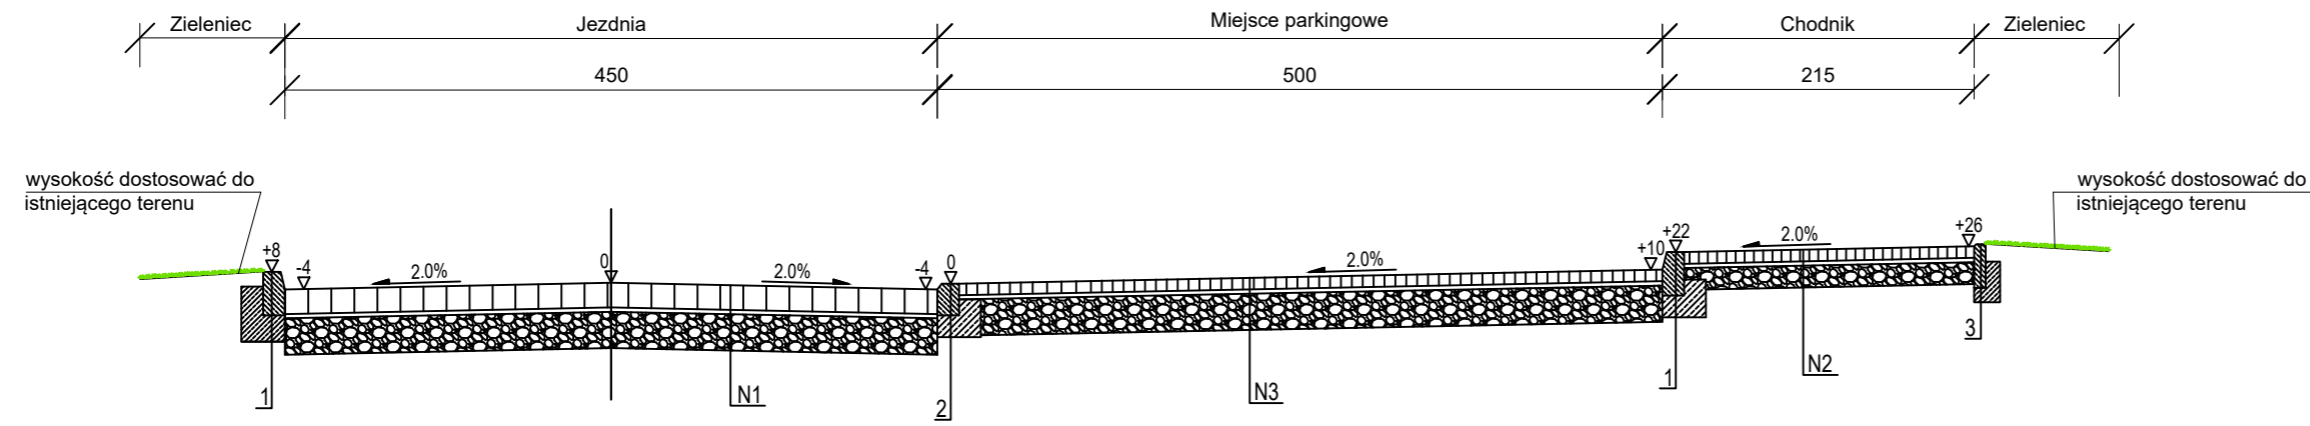 Zieleniec
Jezdnia
Miejsce parkingowe
Chodnik
Zieleniec
450
500
215
wysokość dostosować do
istniejącego terenu
wysokość dostosować do
istniejącego terenu
+8
-4
2.0%
0
2.0%
-4
0
2.0%
+10
+22
2.0%
+26
1
N1
2
N3
1
N2
3